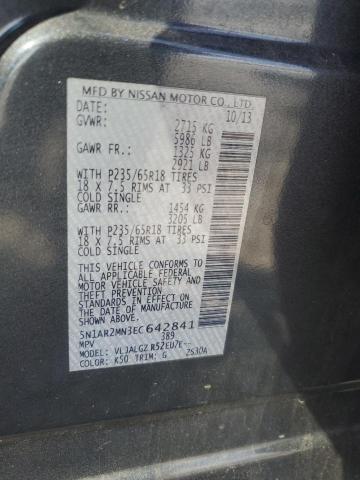 MFD BY NISSAN MOTOR CO., LTD.
DATE: 10/13
GVWR: 2715 KG
5986 LB
GAWR FR.: 1325 KG
2921 LB
WITH P235/65R18 TIRES
18 X 7.5 RIMS AT 33 PSI
COLD SINGLE
GAWR RR: 1454 KG
3205 LB
WITH P235/65R18 TIRES
18 X 7.5 RIMS AT 33 PSI
COLD SINGLE
THIS VEHICLE CONFORMS
TO ALL APPLICABLE FEDERAL
MOTOR VEHICLE SAFETY
STANDARDS IN EFFECT ON
THE DATE OF MANUFACTURE
SHOWN ABOVE.
5N1AR2MN3EC642841
MPV 389
MODEL: VLJALGZ R52EUZE--
COLOR: K50 TRIM: G 2S30A